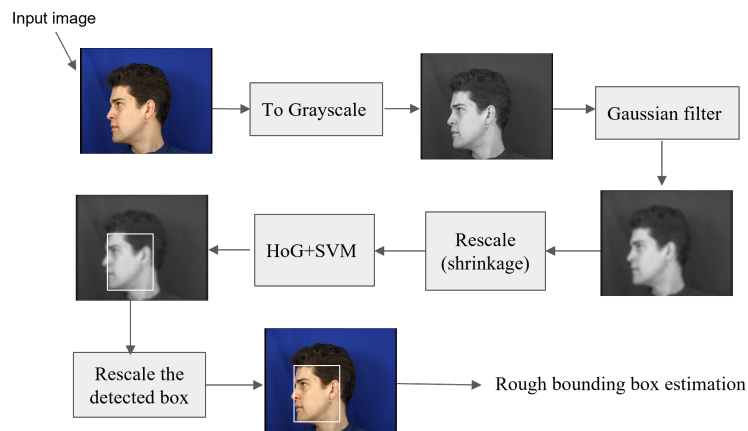 Input image
To Grayscale
Gaussian filter
Rescale
(shrinkage)
HoG+SVM
Rescale the
detected box
Rough bounding box estimation